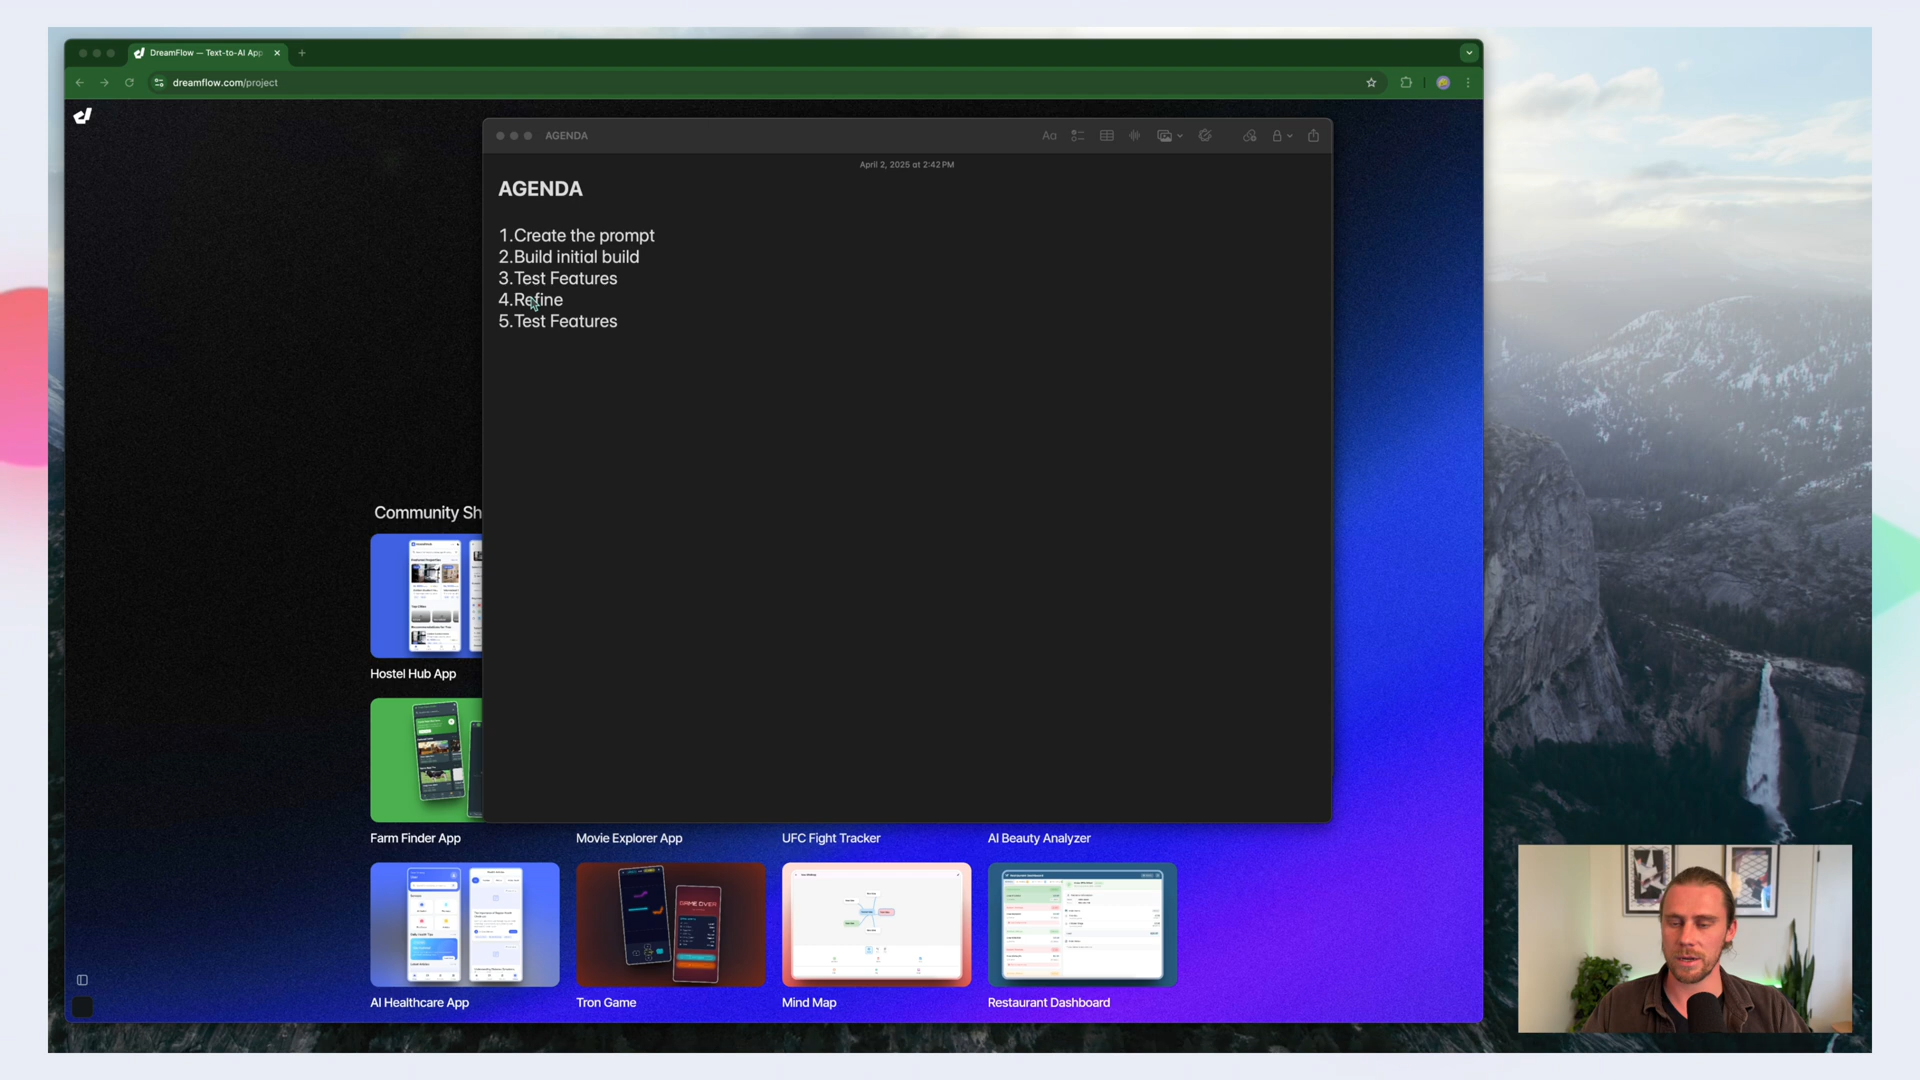 DreamFlow — Text-to-AI App
dreamflow.com/project
AGENDA
Aa
April 2, 2025 at 2:42 PM
AGENDA
1.Create the prompt
2.Build initial build
3.Test Features
4.Refine
5.Test Features
Community Sh
Hostel Hub App
Farm Finder App
Movie Explorer App
UFC Fight Tracker
AI Beauty Analyzer
GAME OVER
AI Healthcare App
Tron Game
Mind Map
Restaurant Dashboard